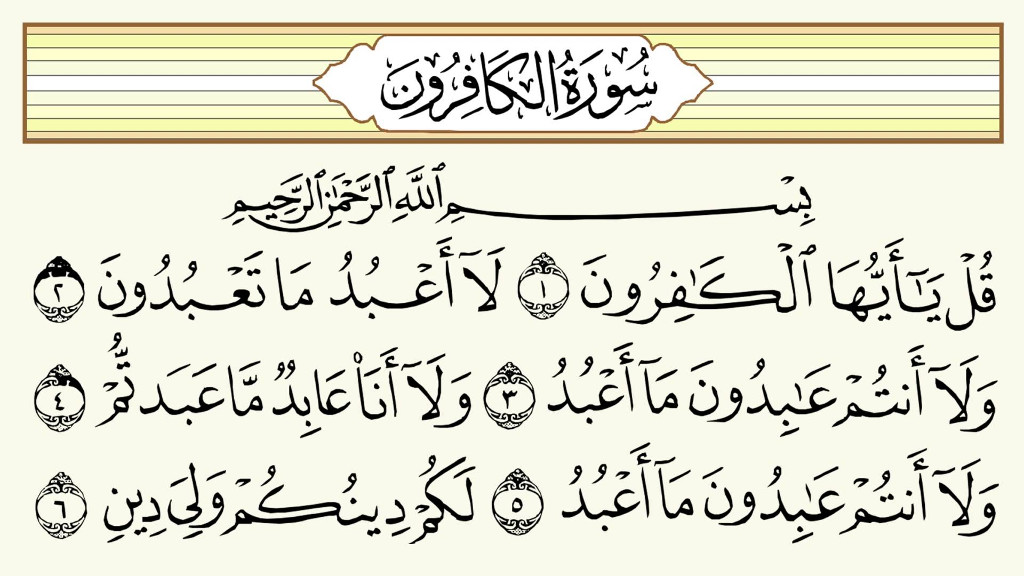 سُورَةُ الكَافِرُونَ
بِسْمِ ٱللَّهِ ٱلرَّحْمَٰنِ ٱلرَّحِيمِ
قُلْ يَٰٓأَيُّهَا ٱلْكَٰفِرُونَ ١ لَآ أَعْبُدُ مَا تَعْبُدُونَ ٢
وَلَآ أَنتُمْ عَٰبِدُونَ مَآ أَعْبُدُ ٣ وَلَآ أَنَا۠ عَابِدٌ مَّا عَبَدتُّمْ ٤
وَلَآ أَنتُمْ عَٰبِدُونَ مَآ أَعْبُدُ ٥ لَكُمْ دِينُكُمْ وَلِيَ دِينِ ٦